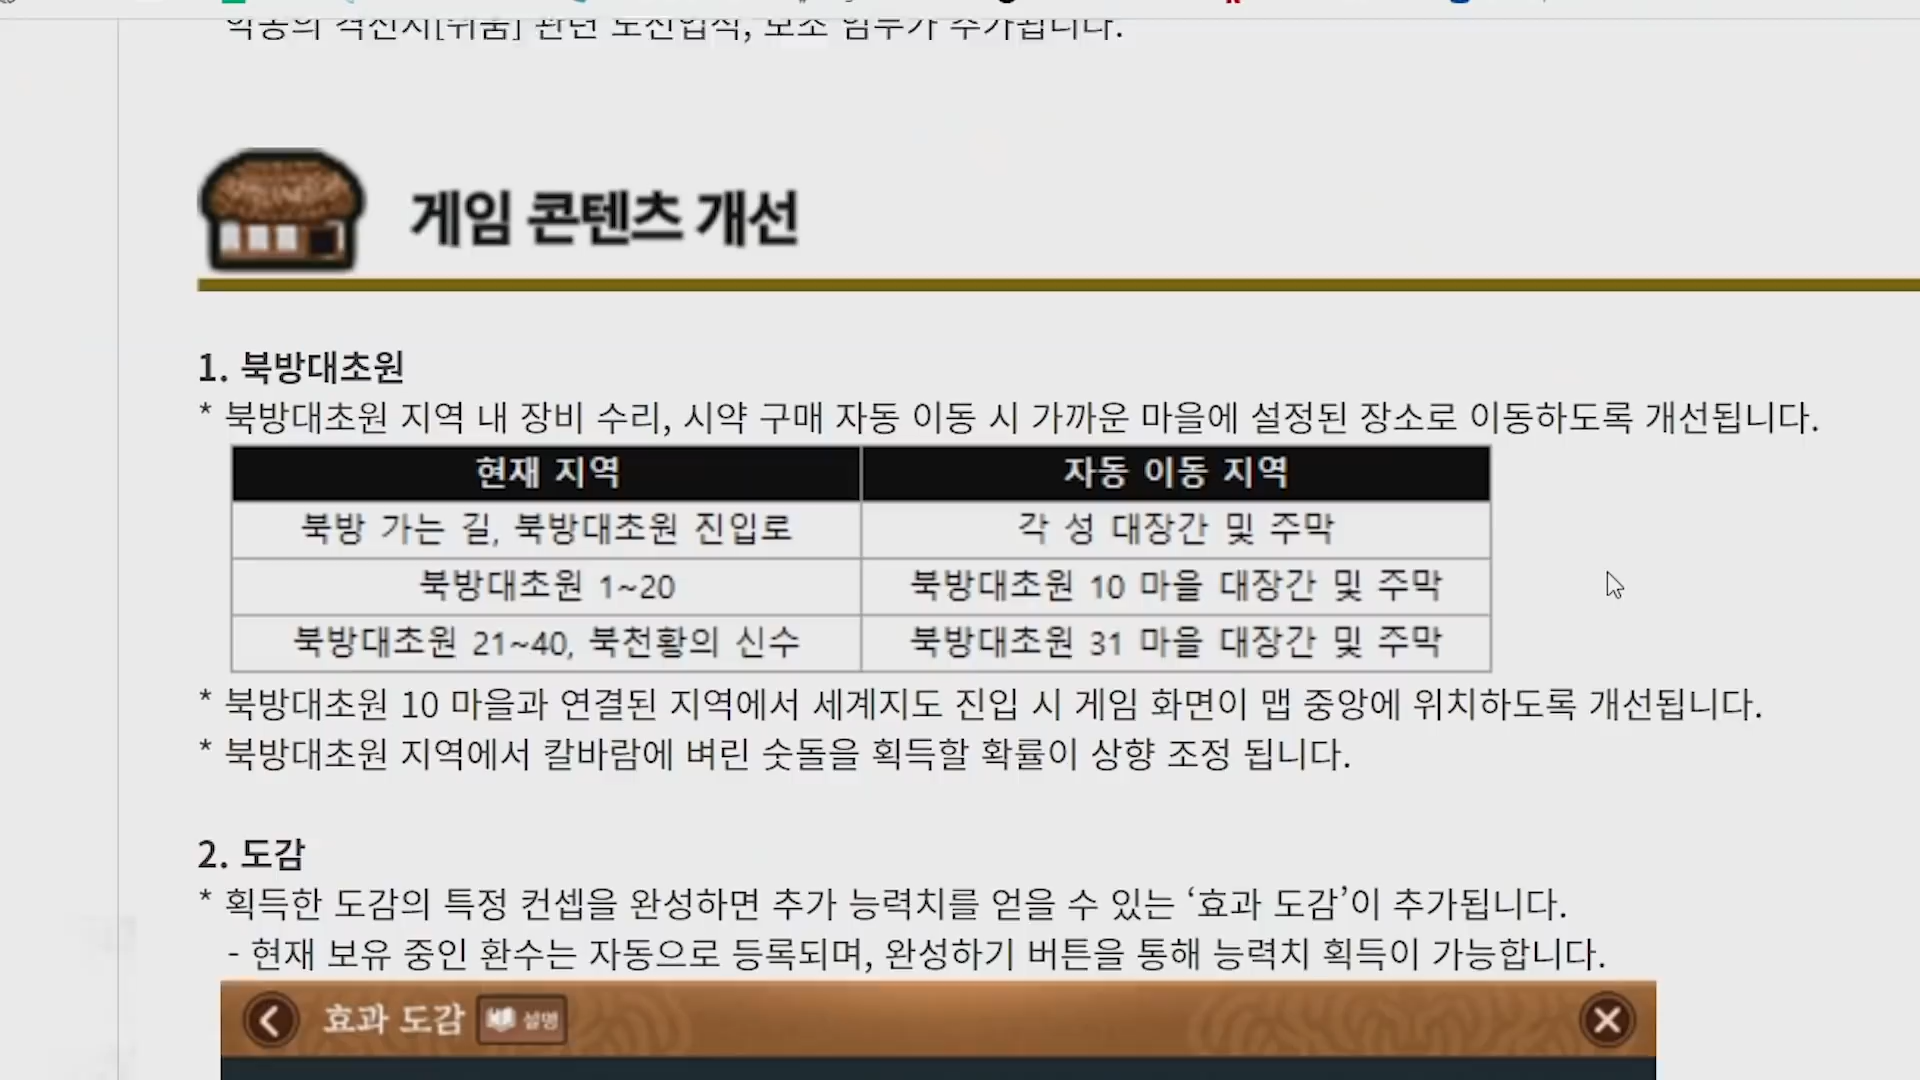 게임 콘텐츠 개선
1. 북방대초원
* 북방대초원 지역 내 장비 수리, 시약 구매 자동 이동 시 가까운 마을에 설정된 장소로 이동하도록 개선됩니다.
현재 지역 자동 이동 지역
북방 가는 길, 북방대초원 진입로 각 성 대장간 및 주막
북방대초원 1~20 북방대초원 10 마을 대장간 및 주막
북방대초원 21~40, 북천황의 신수 북방대초원 31 마을 대장간 및 주막
* 북방대초원 10 마을과 연결된 지역에서 세계지도 진입 시 게임 화면이 맵 중앙에 위치하도록 개선됩니다.
* 북방대초원 지역에서 칼바람에 벼린 숫돌을 획득할 확률이 상향 조정 됩니다.
2. 도감
* 획득한 도감의 특정 컨셉을 완성하면 추가 능력치를 얻을 수 있는 ‘효과 도감’이 추가됩니다.
- 현재 보유 중인 환수는 자동으로 등록되며, 완성하기 버튼을 통해 능력치 획득이 가능합니다.
효과 도감 설명